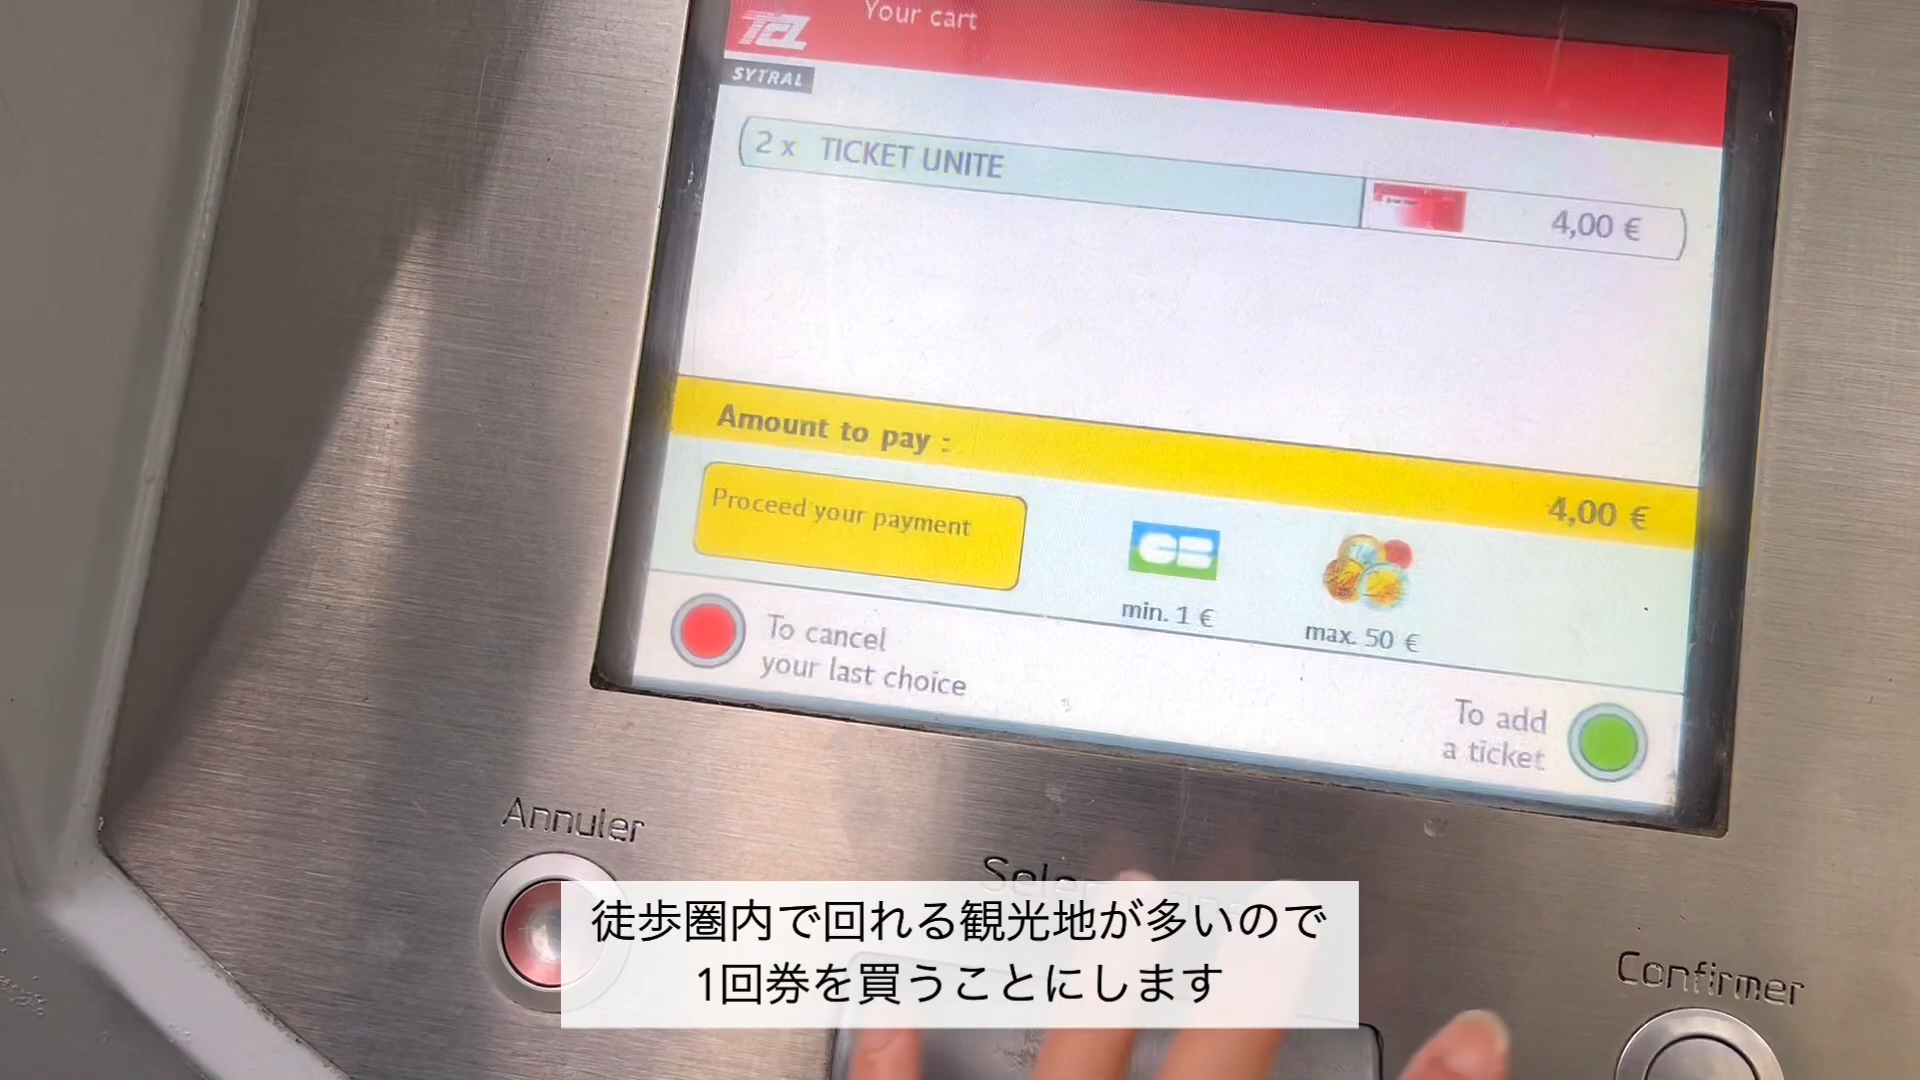 TCL
Your cart
SYTRAL
2 x TICKET UNITE
4,00 €
Amount to pay :
4,00 €
Proceed your payment
CB
min. 1 €
max. 50 €
To cancel
your last choice
To add
a ticket
Annuler
Confirmer
徒歩圏内で回れる観光地が多いので
1回券を買うことにします